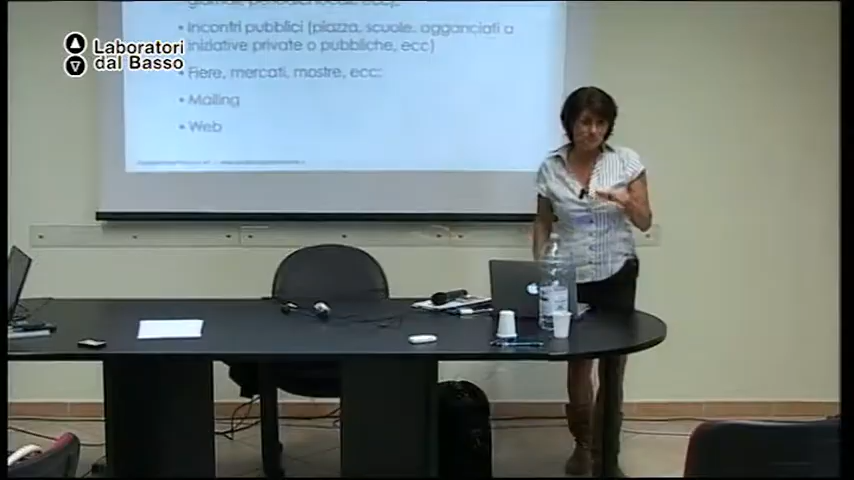 • Incontri pubblici (piazza, scuole, agganciati a
iniziative private o pubbliche, ecc)
• Fiere, mercati, mostre, ecc;
• Mailing
• Web
Laboratori
dal Basso